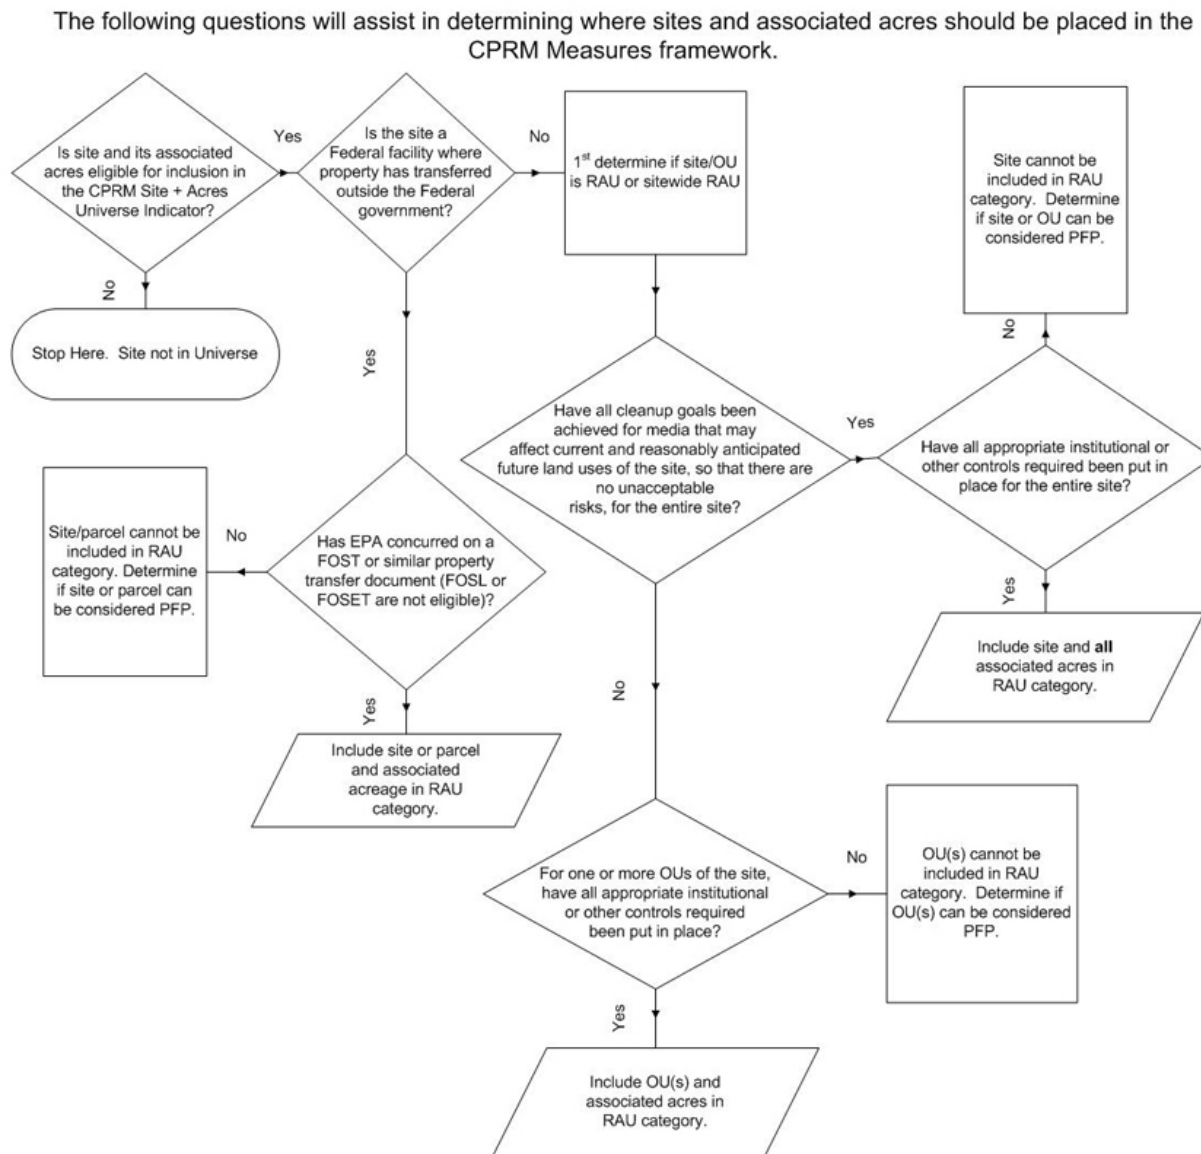 The following questions will assist in determining where sites and associated acres should be placed in the
CPRM Measures framework.
Is site and its associated
acres eligible for inclusion in
the CPRM Site + Acres
Universe Indicator?
Yes
No
Stop Here.  Site not in Universe
Is the site a
Federal facility where
property has transferred
outside the Federal
government?
No
Yes
1st determine if site/OU
is RAU or sitewide RAU
Site cannot be
included in RAU
category.  Determine
if site or OU can be
considered PFP.
No
Have all cleanup goals been
achieved for media that may
affect current and reasonably anticipated
future land uses of the site, so that there are
no unacceptable
risks, for the entire site?
Yes
No
Have all appropriate institutional or
other controls required been put in
place for the entire site?
Yes
Include site and all
associated acres in
RAU category.
Site/parcel cannot be
included in RAU
category. Determine
if site or parcel can
be considered PFP.
No
Has EPA concurred on a
FOST or similar property
transfer document (FOSL or
FOSET are not eligible)?
Yes
Include site or parcel
and associated
acreage in RAU
category.
For one or more OUs of the site,
have all appropriate institutional
or other controls required
been put in place?
No
OU(s) cannot be
included in RAU
category.  Determine if
OU(s) can be considered
PFP.
Yes
Include OU(s) and
associated acres in
RAU category.